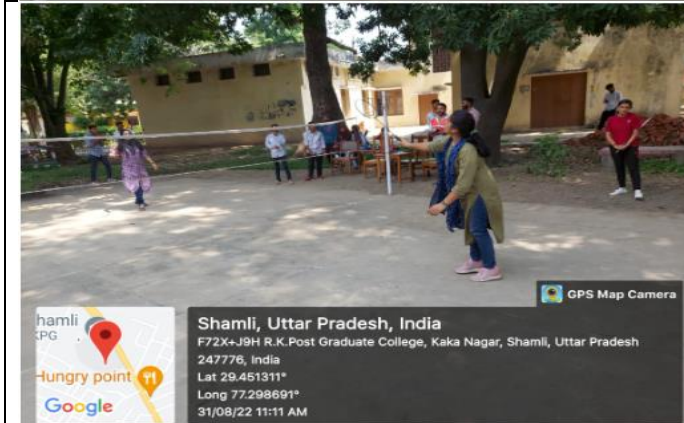 GPS Map Camera
hamli
KPG
Hungry point
Google
Shamli, Uttar Pradesh, India
F72X+J9H R.K.Post Graduate College, Kaka Nagar, Shamli, Uttar Pradesh
247776, India
Lat 29.451311°
Long 77.298691°
31/08/22 11:11 AM